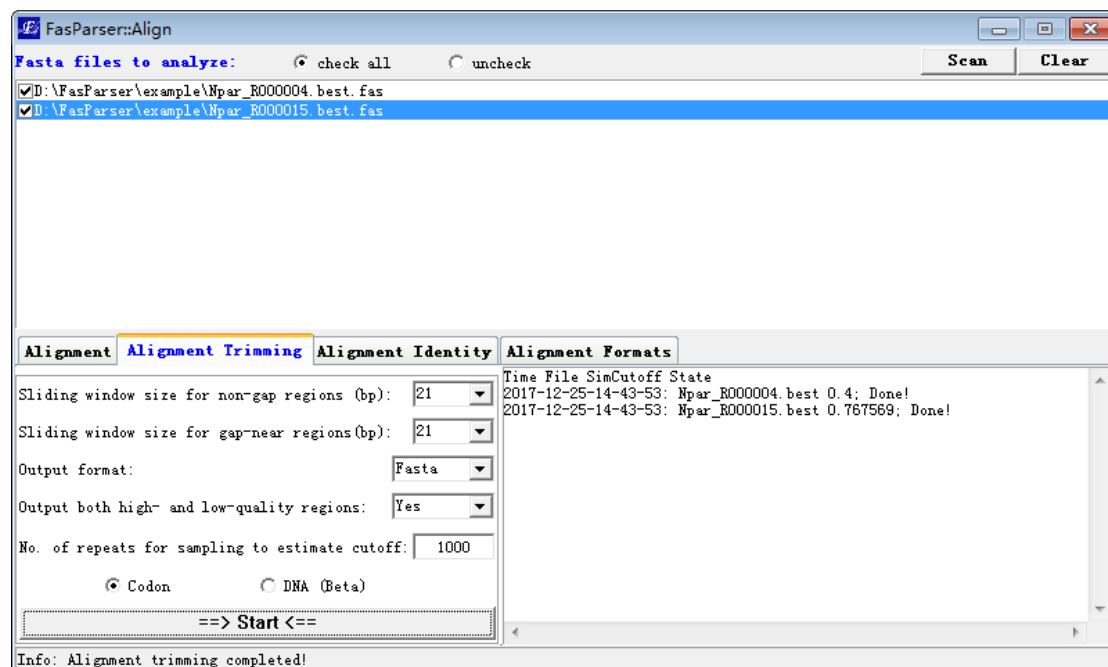 FasParser::Align
Fasta files to analyze: check all uncheck Scan Clear
D:\FasParser\example\Npar_R000004.best.fas
D:\FasParser\example\Npar_R000015.best.fas
Alignment Alignment Trimming Alignment Identity Alignment Formats
Sliding window size for non-gap regions (bp): 21
Sliding window size for gap-near regions(bp): 21
Output format: Fasta
Output both high- and low-quality regions: Yes
No. of repeats for sampling to estimate cutoff: 1000
Codon DNA (Beta)
==> Start <==
Time File SimCutoff State
2017-12-25-14-43-53: Npar_R000004.best 0.4; Done!
2017-12-25-14-43-53: Npar_R000015.best 0.767569; Done!
Info: Alignment trimming completed!